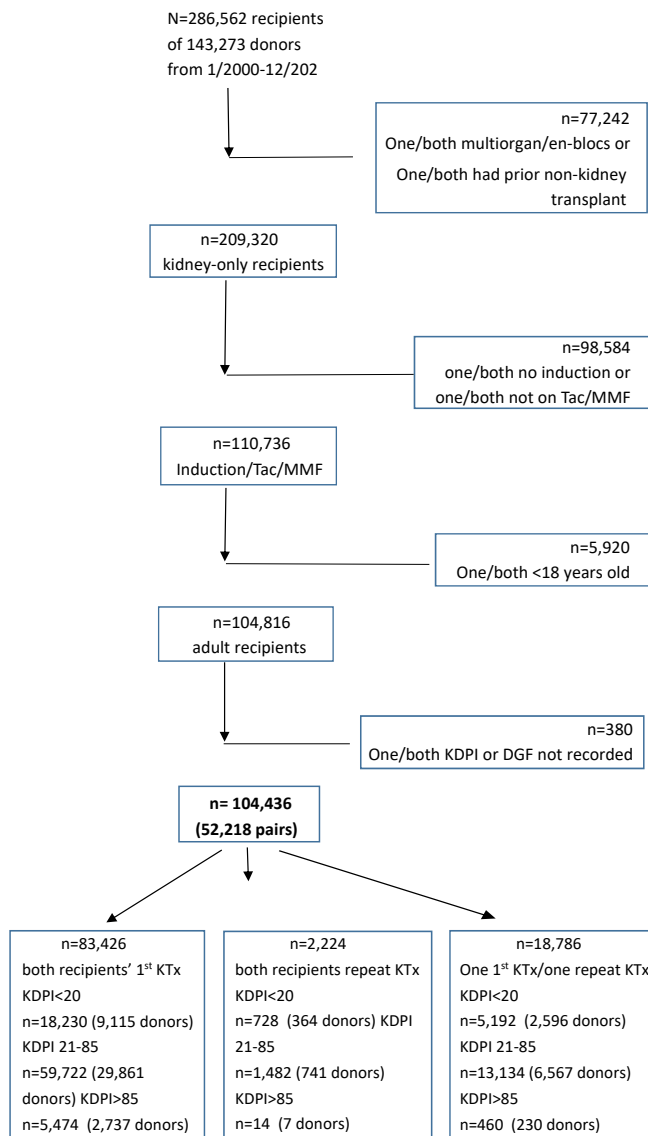 N=286,562 recipients
of 143,273 donors
from 1/2000-12/202
n=77,242
One/both multiorgan/en-blocs or
One/both had prior non-kidney
transplant
n=209,320
kidney-only recipients
n=98,584
one/both no induction or
one/both not on Tac/MMF
n=110,736
Induction/Tac/MMF
n=5,920
One/both <18 years old
n=104,816
adult recipients
n=380
One/both KDPI or DGF not recorded
n= 104,436
(52,218 pairs)
n=83,426
both recipients' 1st KTx
KDPI<20
n=18,230 (9,115 donors)
KDPI 21-85
n=59,722 (29,861
donors) KDPI>85
n=5,474 (2,737 donors)
n=2,224
both recipients repeat KTx
KDPI<20
n=728 (364 donors) KDPI
21-85
n=1,482 (741 donors)
KDPI>85
n=14 (7 donors)
n=18,786
One 1st KTx/one repeat KTx
KDPI<20
n=5,192 (2,596 donors)
KDPI 21-85
n=13,134 (6,567 donors)
KDPI>85
n=460 (230 donors)